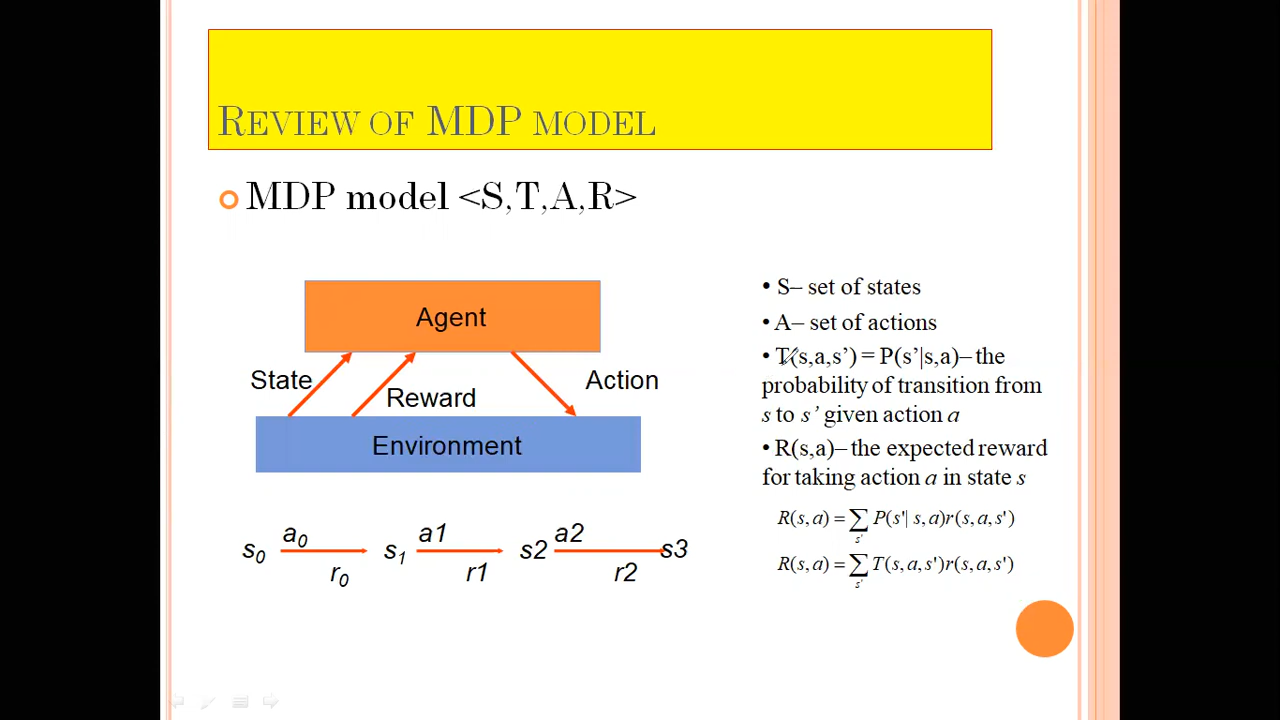 REVIEW OF MDP MODEL
MDP model <S,T,A,R>
Agent
State
Reward
Action
Environment
s0 a0 r0 s1 a1 r1 s2 a2 r2 s3
• S– set of states
• A– set of actions
• T(s,a,s’) = P(s’|s,a)– the
probability of transition from
s to s’ given action a
• R(s,a)– the expected reward
for taking action a in state s
R(s,a) = ∑s' P(s'| s,a)r(s,a,s')
R(s,a) = ∑s' T(s,a,s')r(s,a,s')